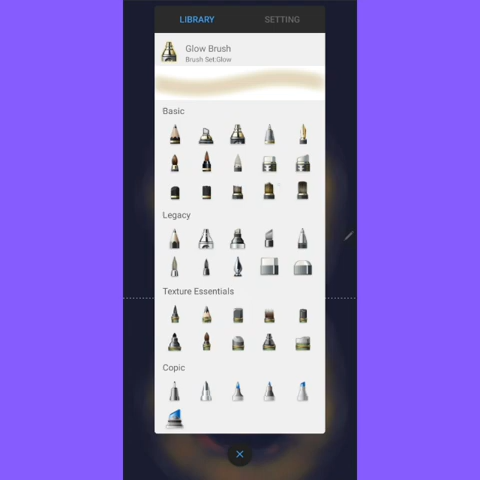 LIBRARY SETTING
Glow Brush
Brush Set:Glow
Basic
Legacy
Texture Essentials
Copic